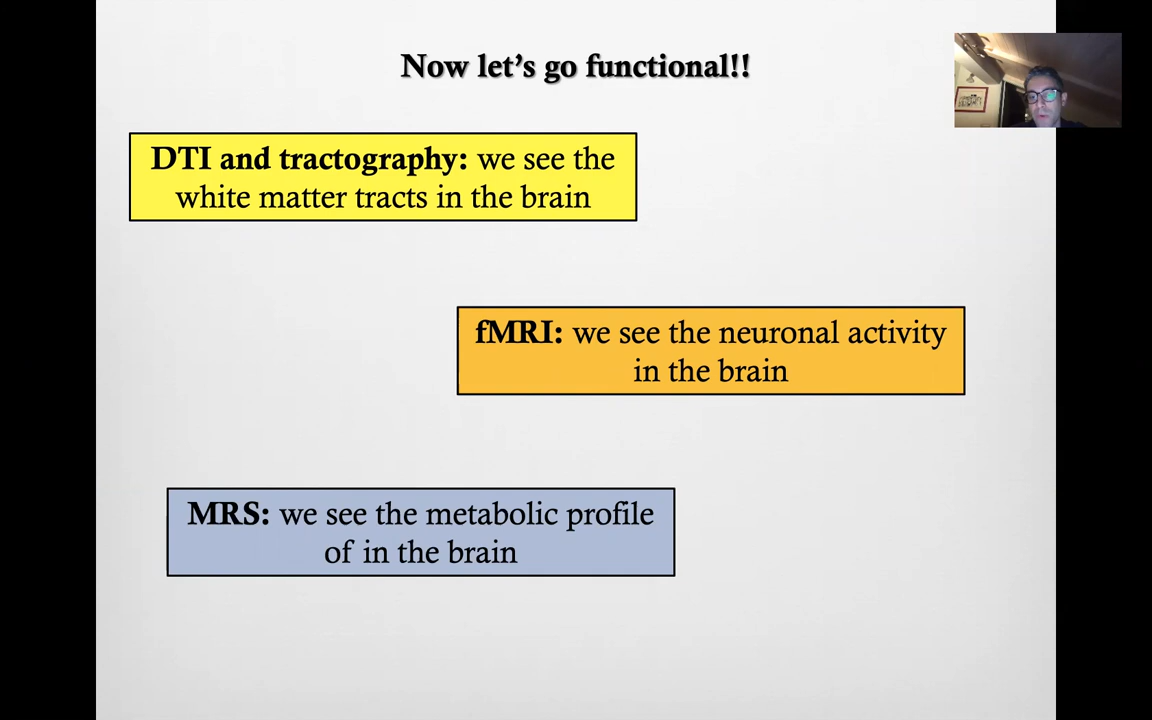 Now let's go functional!!
DTI and tractography: we see the
white matter tracts in the brain
fMRI: we see the neuronal activity
in the brain
MRS: we see the metabolic profile
of in the brain